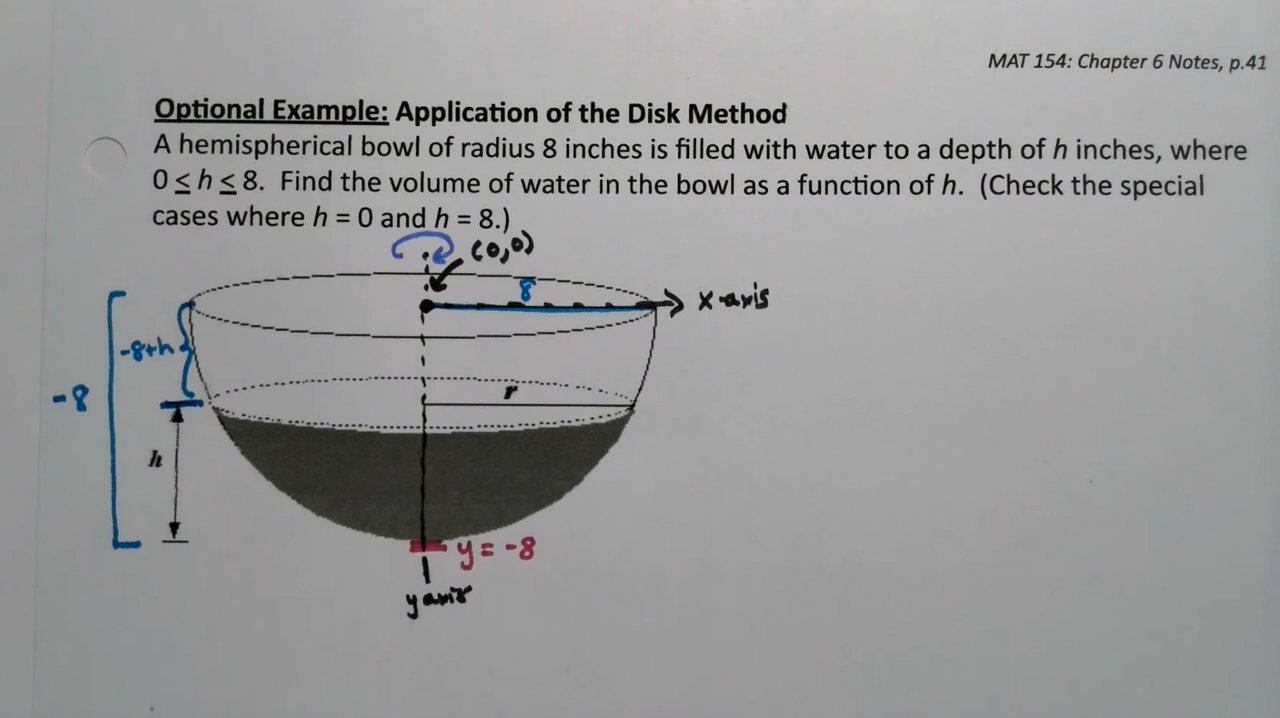 MAT 154: Chapter 6 Notes, p.41
Optional Example: Application of the Disk Method
A hemispherical bowl of radius 8 inches is filled with water to a depth of h inches, where
0 ≤ h ≤ 8. Find the volume of water in the bowl as a function of h. (Check the special
cases where h = 0 and h = 8.)
(0,0)
8
x-axis
-8+h
-8
r
h
y = -8
y axis